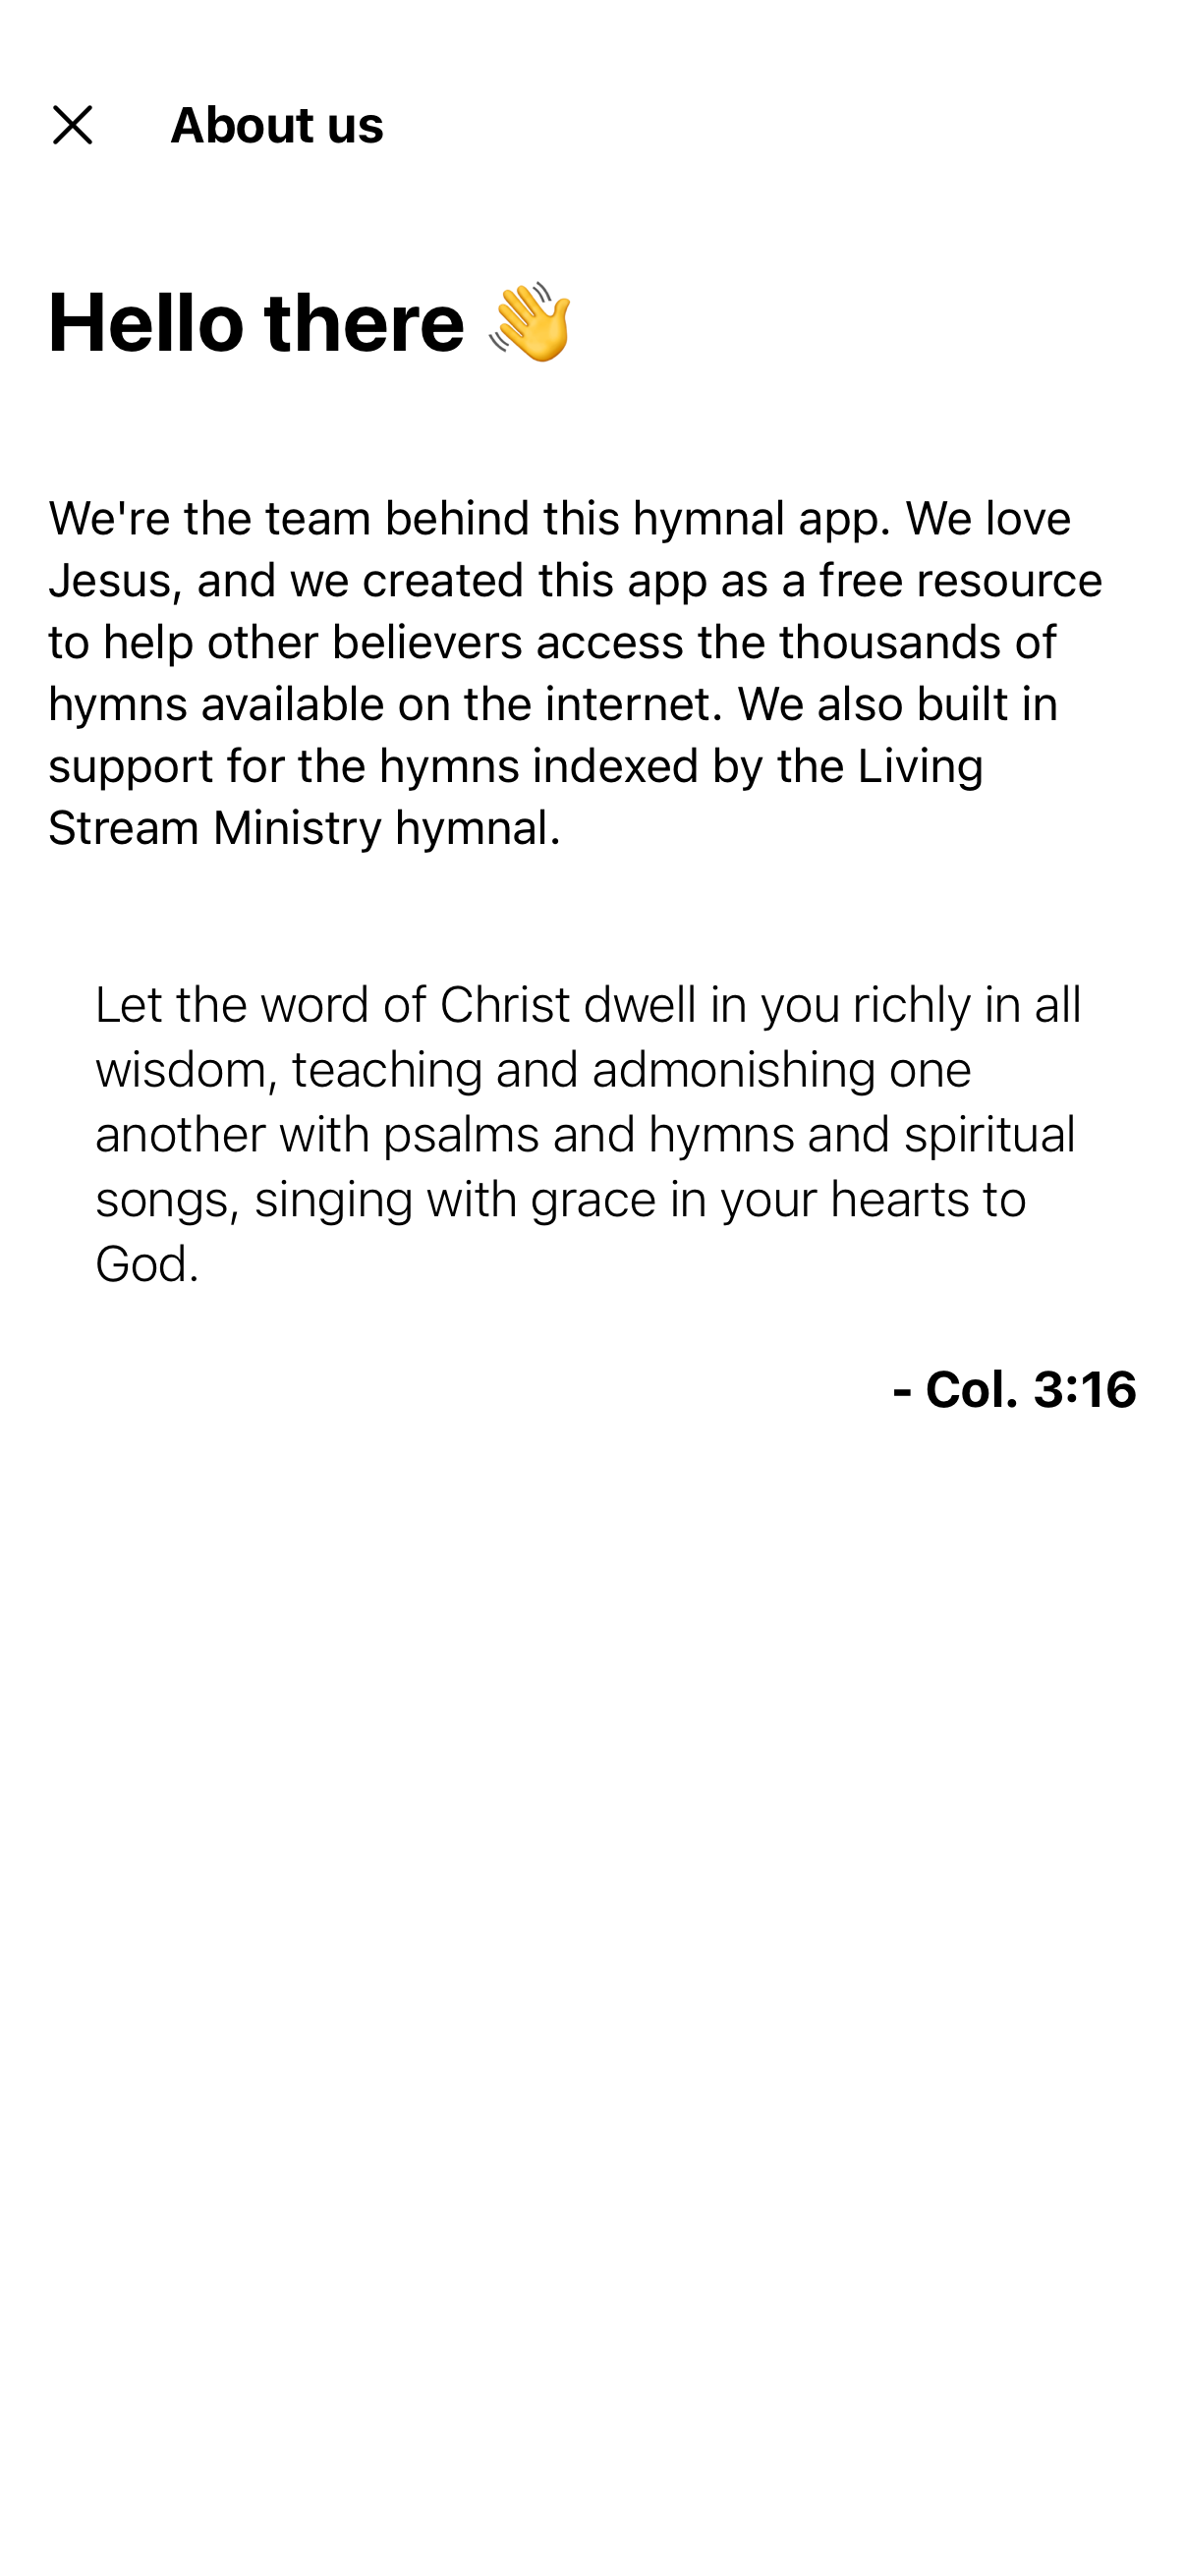 About us
Hello there 👋
We're the team behind this hymnal app. We love
Jesus, and we created this app as a free resource
to help other believers access the thousands of
hymns available on the internet. We also built in
support for the hymns indexed by the Living
Stream Ministry hymnal.
Let the word of Christ dwell in you richly in all
wisdom, teaching and admonishing one
another with psalms and hymns and spiritual
songs, singing with grace in your hearts to
God.
- Col. 3:16